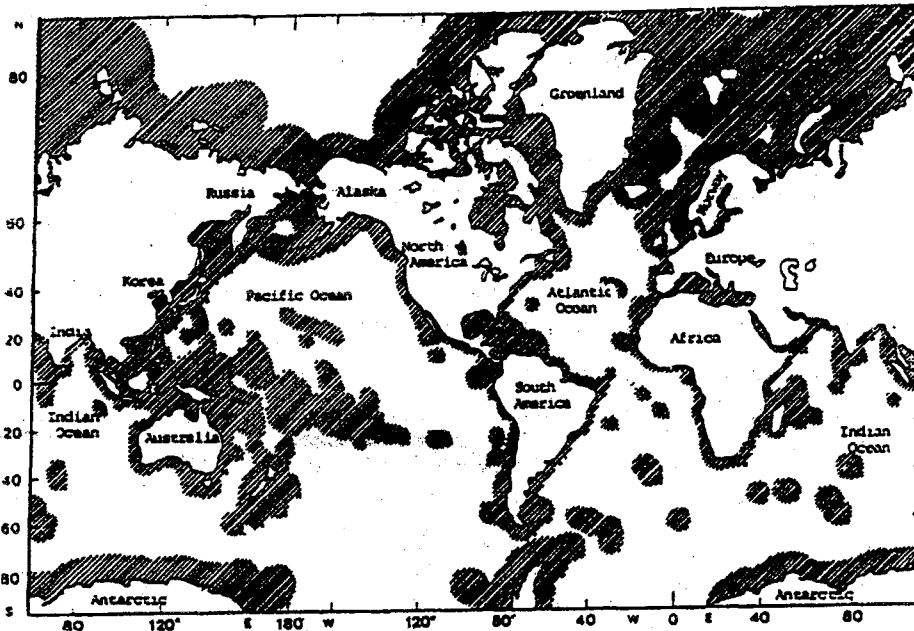 N
80
Greenland
Russia
Alaska
Norway
60
North
America
Europe
Korea
Pacific Ocean
Atlantic
Ocean
40
India
Africa
20
0
South
America
Indian
Ocean
Australia
Indian
Ocean
20
40
60
80
Antarctic
Antarctic
S
80 120° E 180° W 120° 80° 40 W 0 E 40 80